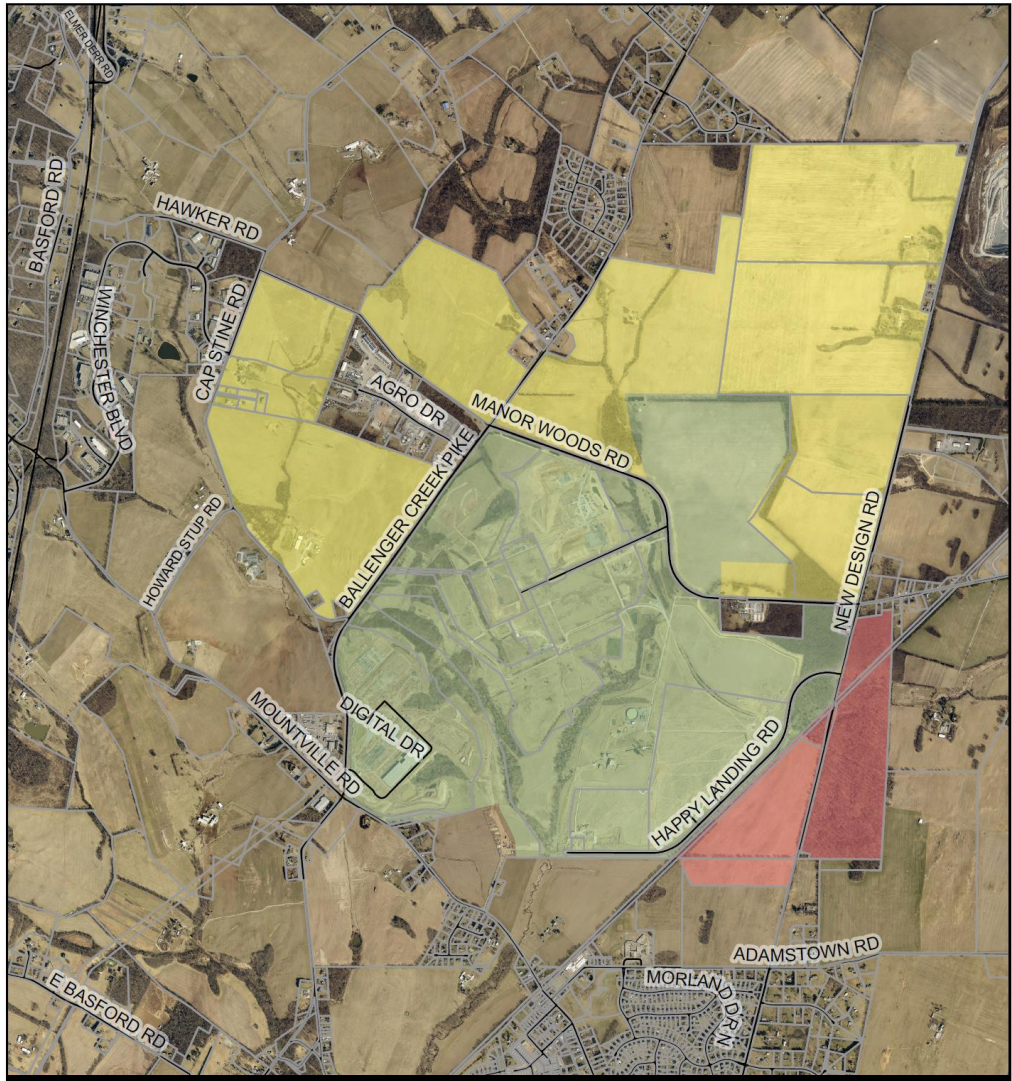 ELMER DERR RD
BASFORD RD
HAWKER RD
WINCHESTER BLVD
CAP STINE RD
AGRO DR
MANOR WOODS RD
BALLENGER CREEK PIKE
HOWARD STUP RD
NEW DESIGN RD
MOUNTVILLE RD
DIGITAL DR
HAPPY LANDING RD
ADAMSTOWN RD
MORLAND DR N
E BASFORD RD